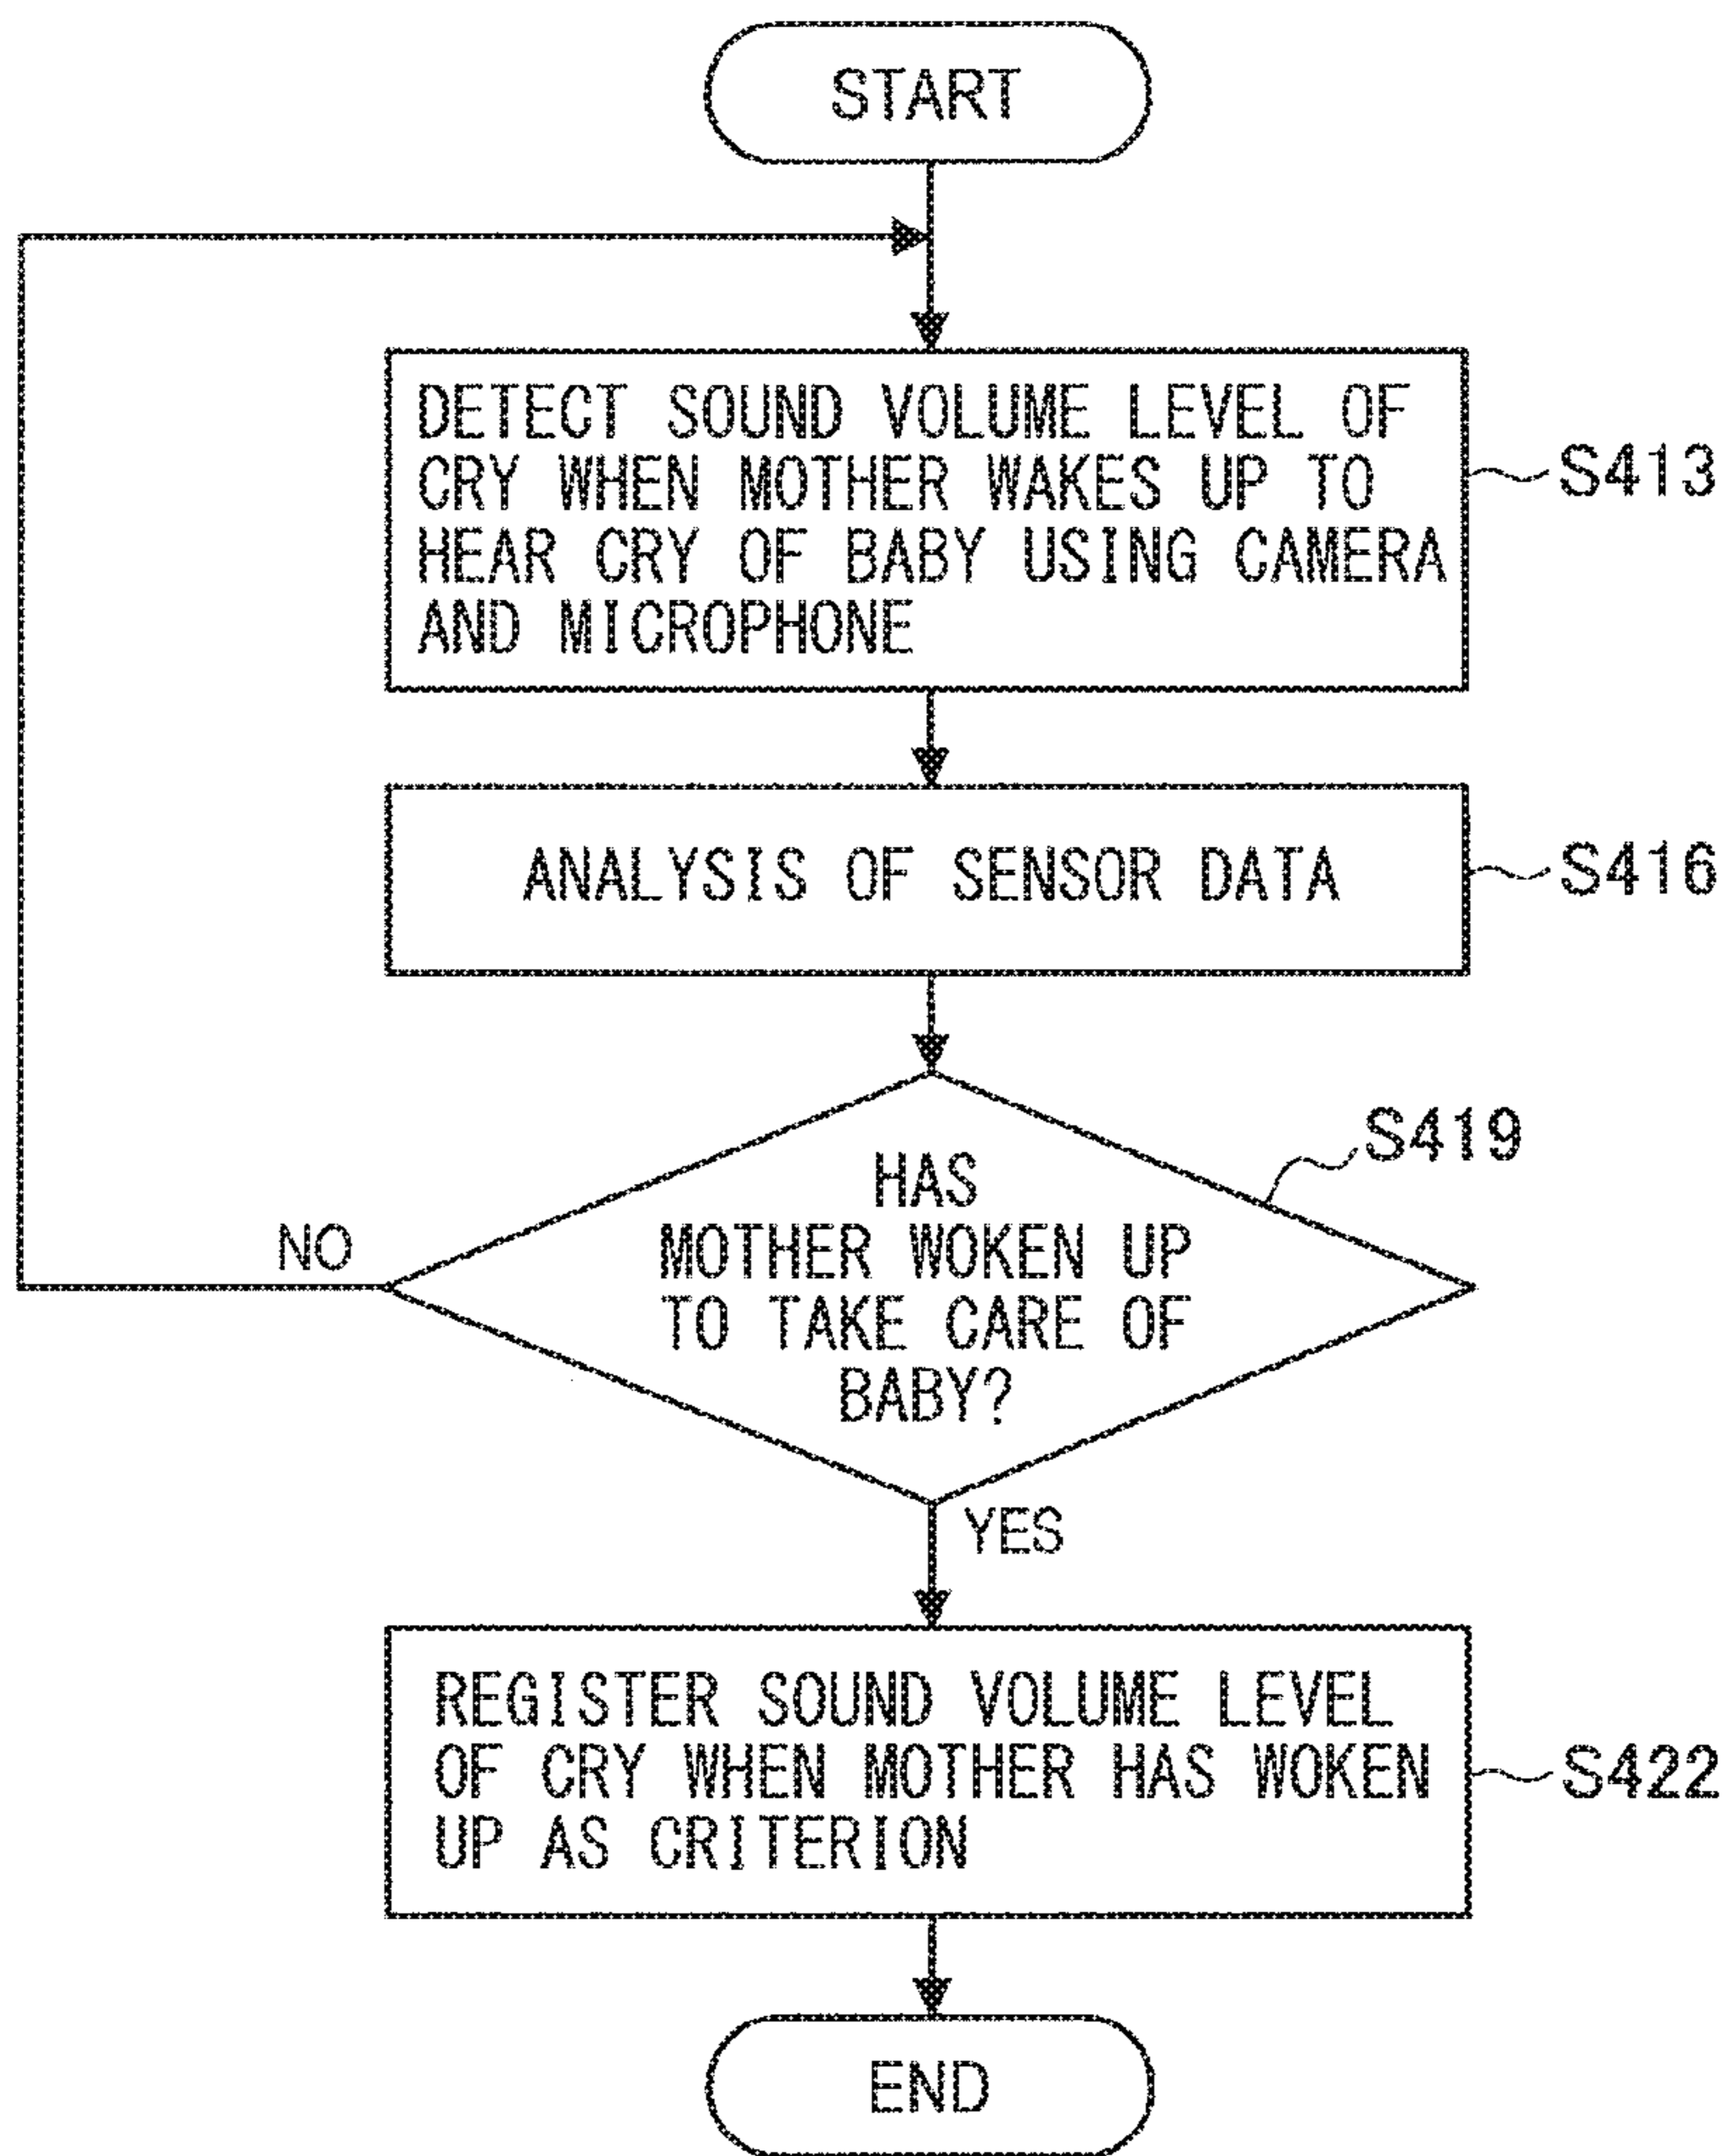 START
DETECT SOUND VOLUME LEVEL OF
CRY WHEN MOTHER WAKES UP TO
HEAR CRY OF BABY USING CAMERA
AND MICROPHONE
S413
ANALYSIS OF SENSOR DATA
S416
S419
HAS
MOTHER WOKEN UP
TO TAKE CARE OF
BABY?
NO
YES
REGISTER SOUND VOLUME LEVEL
OF CRY WHEN MOTHER HAS WOKEN
UP AS CRITERION
S422
END